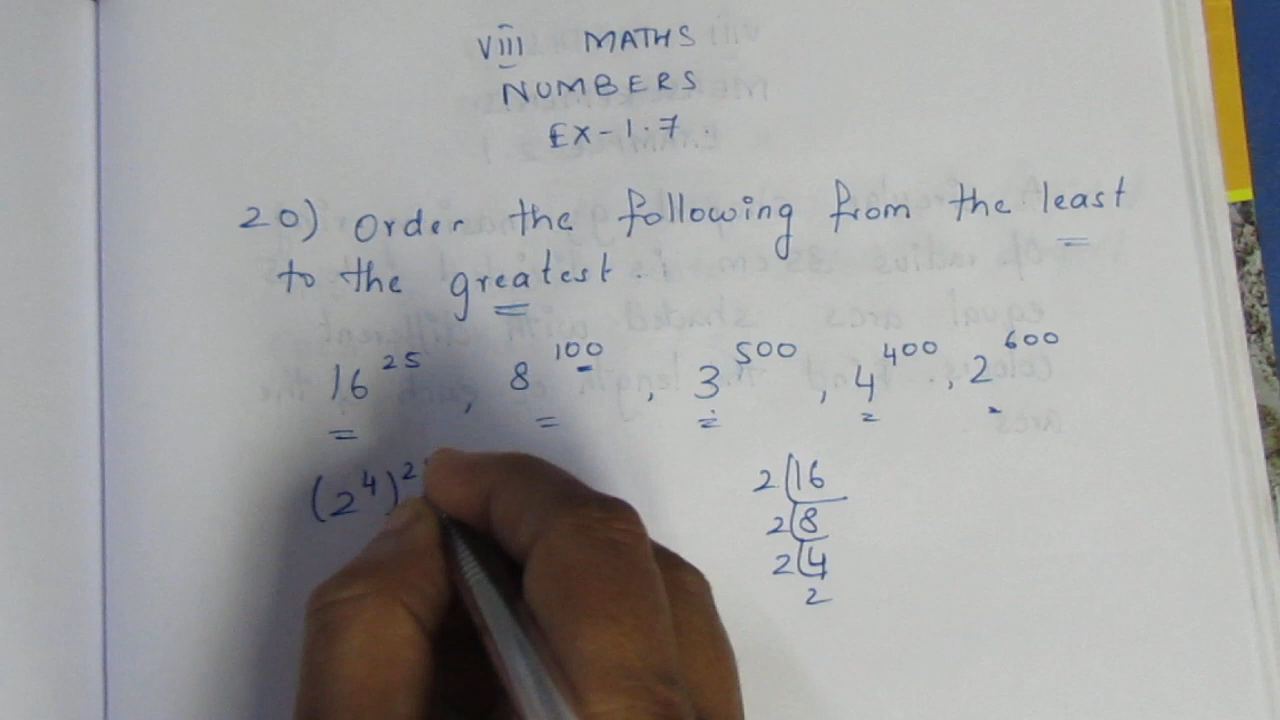 VIII MATHS
NUMBERS
EX-1.7.
20) Order the following from the least
to the greatest.
16^25, 8^100, 3^500, 4^400, 2^600
(2^4)^2
2|16
2|8
2|4
2